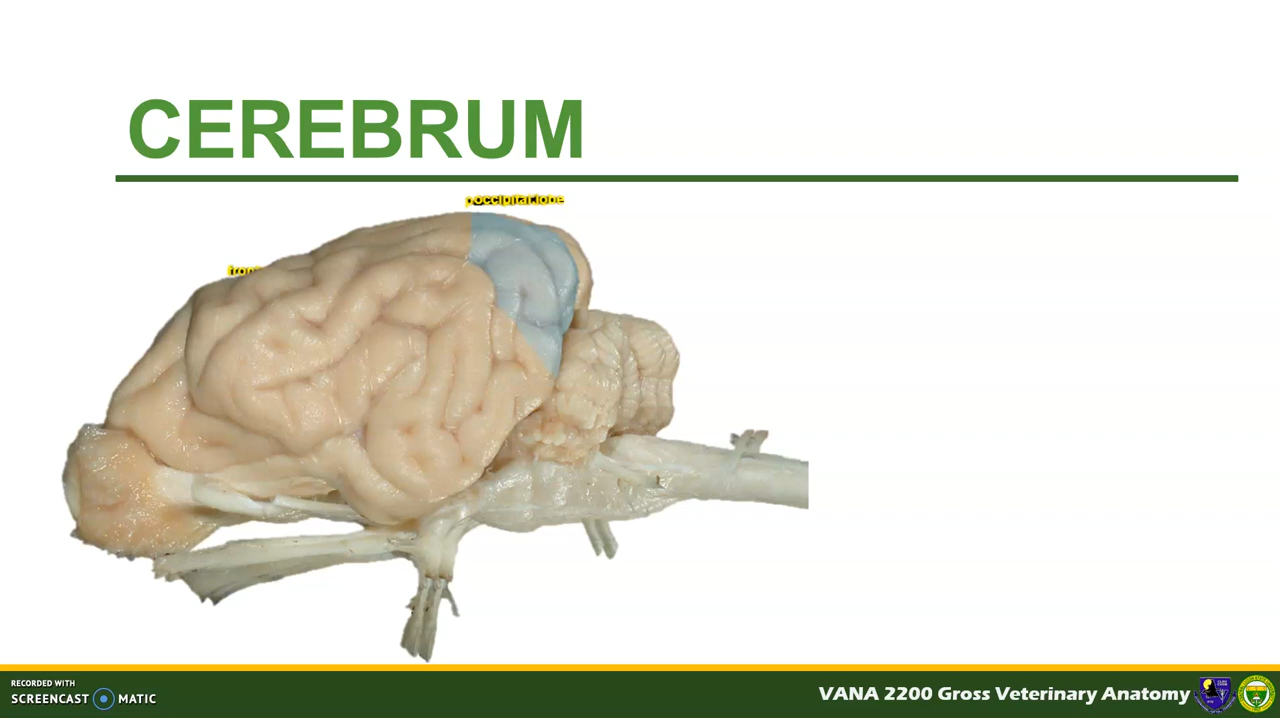 CEREBRUM
RECORDED WITH
SCREENCAST MATIC
VANA 2200 Gross Veterinary Anatomy